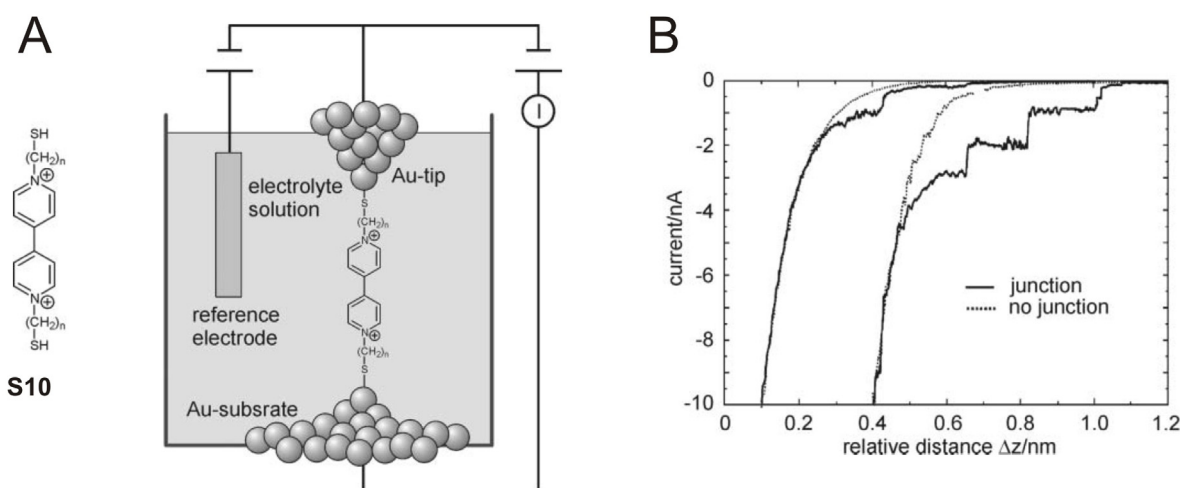 A
SH
(CH₂)n
N⊕
N⊕
(CH₂)n
SH
S10
electrolyte
solution
Au-tip
S
(CH₂)n
N⊕
N⊕
(CH₂)n
S
reference
electrode
Au-subsrate
I
B
0
-2
-4
-6
-8
-10
current/nA
junction
no junction
0 0.2 0.4 0.6 0.8 1.0 1.2
relative distance Δz/nm